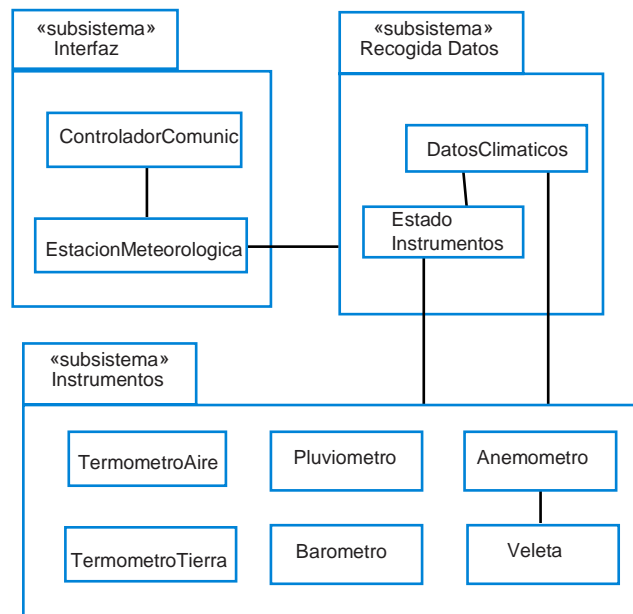 «subsistema»
Interfaz
«subsistema»
Recogida Datos
ControladorComunic
DatosClimaticos
EstacionMeteorologica
Estado
Instrumentos
«subsistema»
Instrumentos
TermometroAire
Pluviometro
Anemometro
TermometroTierra
Barometro
Veleta